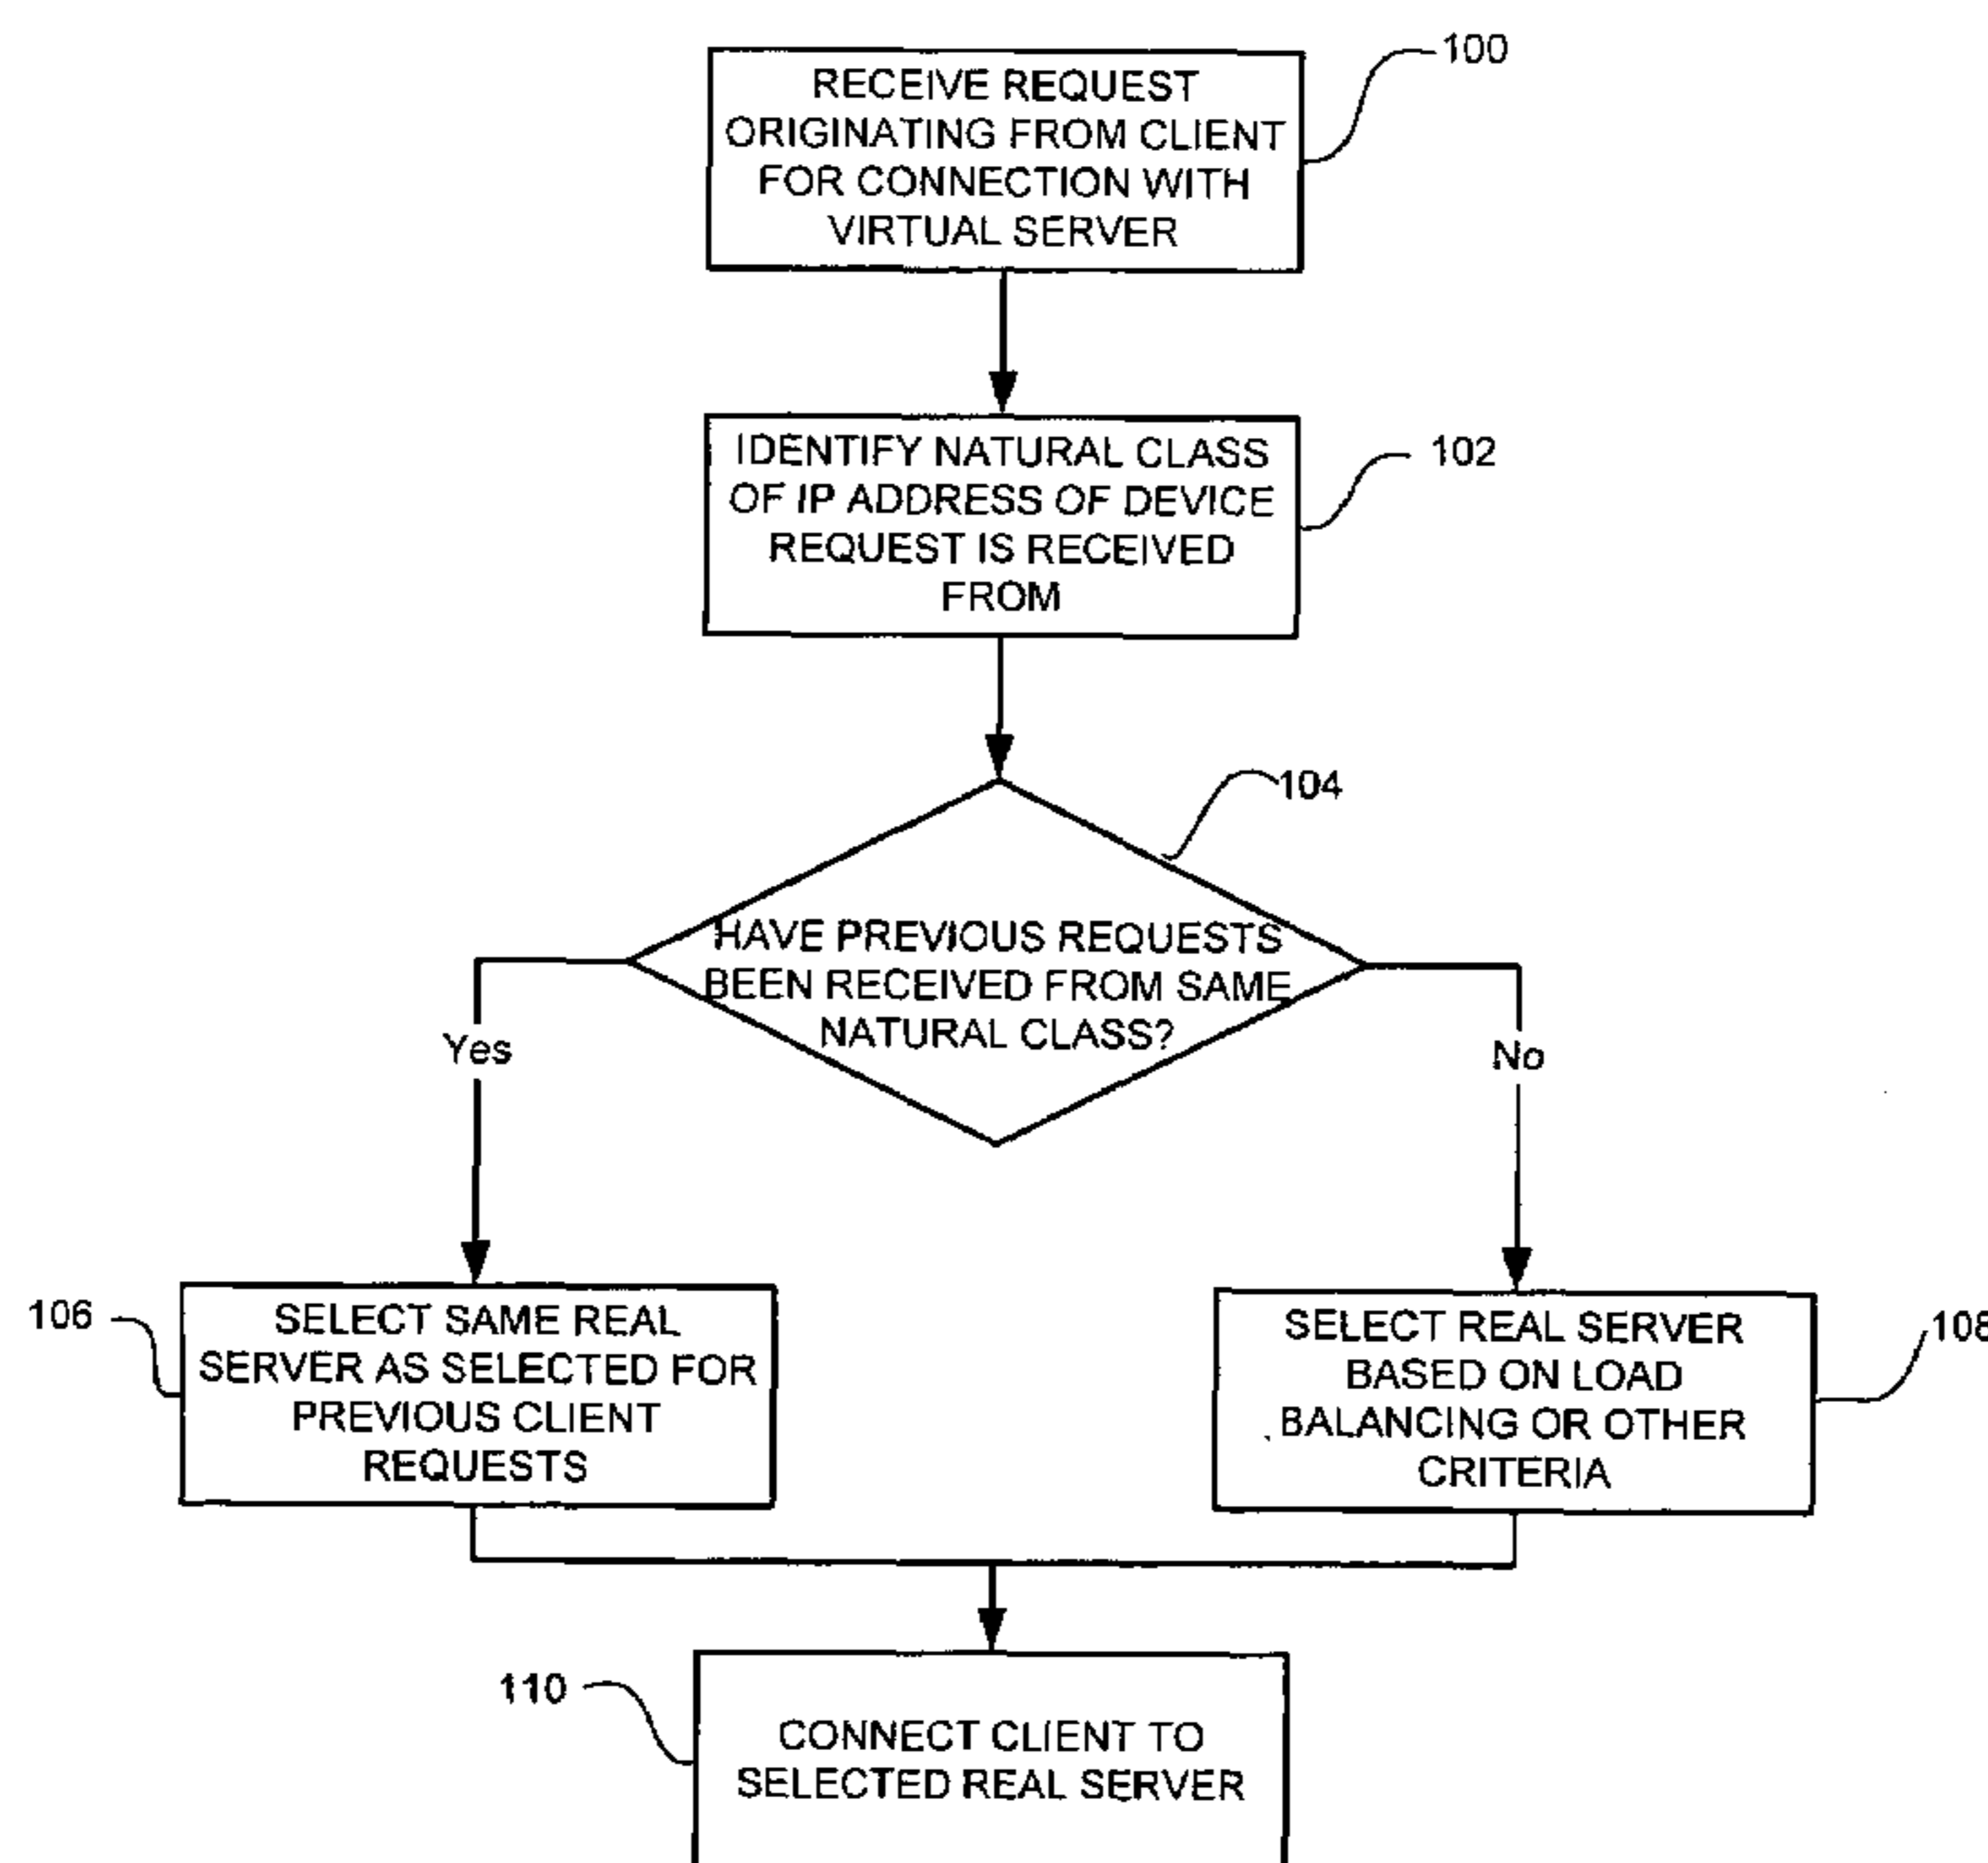 100
RECEIVE REQUEST
ORIGINATING FROM CLIENT
FOR CONNECTION WITH
VIRTUAL SERVER
102
IDENTIFY NATURAL CLASS
OF IP ADDRESS OF DEVICE
REQUEST IS RECEIVED
FROM
104
HAVE PREVIOUS REQUESTS
BEEN RECEIVED FROM SAME
NATURAL CLASS?
Yes
No
106
SELECT SAME REAL
SERVER AS SELECTED FOR
PREVIOUS CLIENT
REQUESTS
SELECT REAL SERVER
BASED ON LOAD
BALANCING OR OTHER
CRITERIA
108
110
CONNECT CLIENT TO
SELECTED REAL SERVER